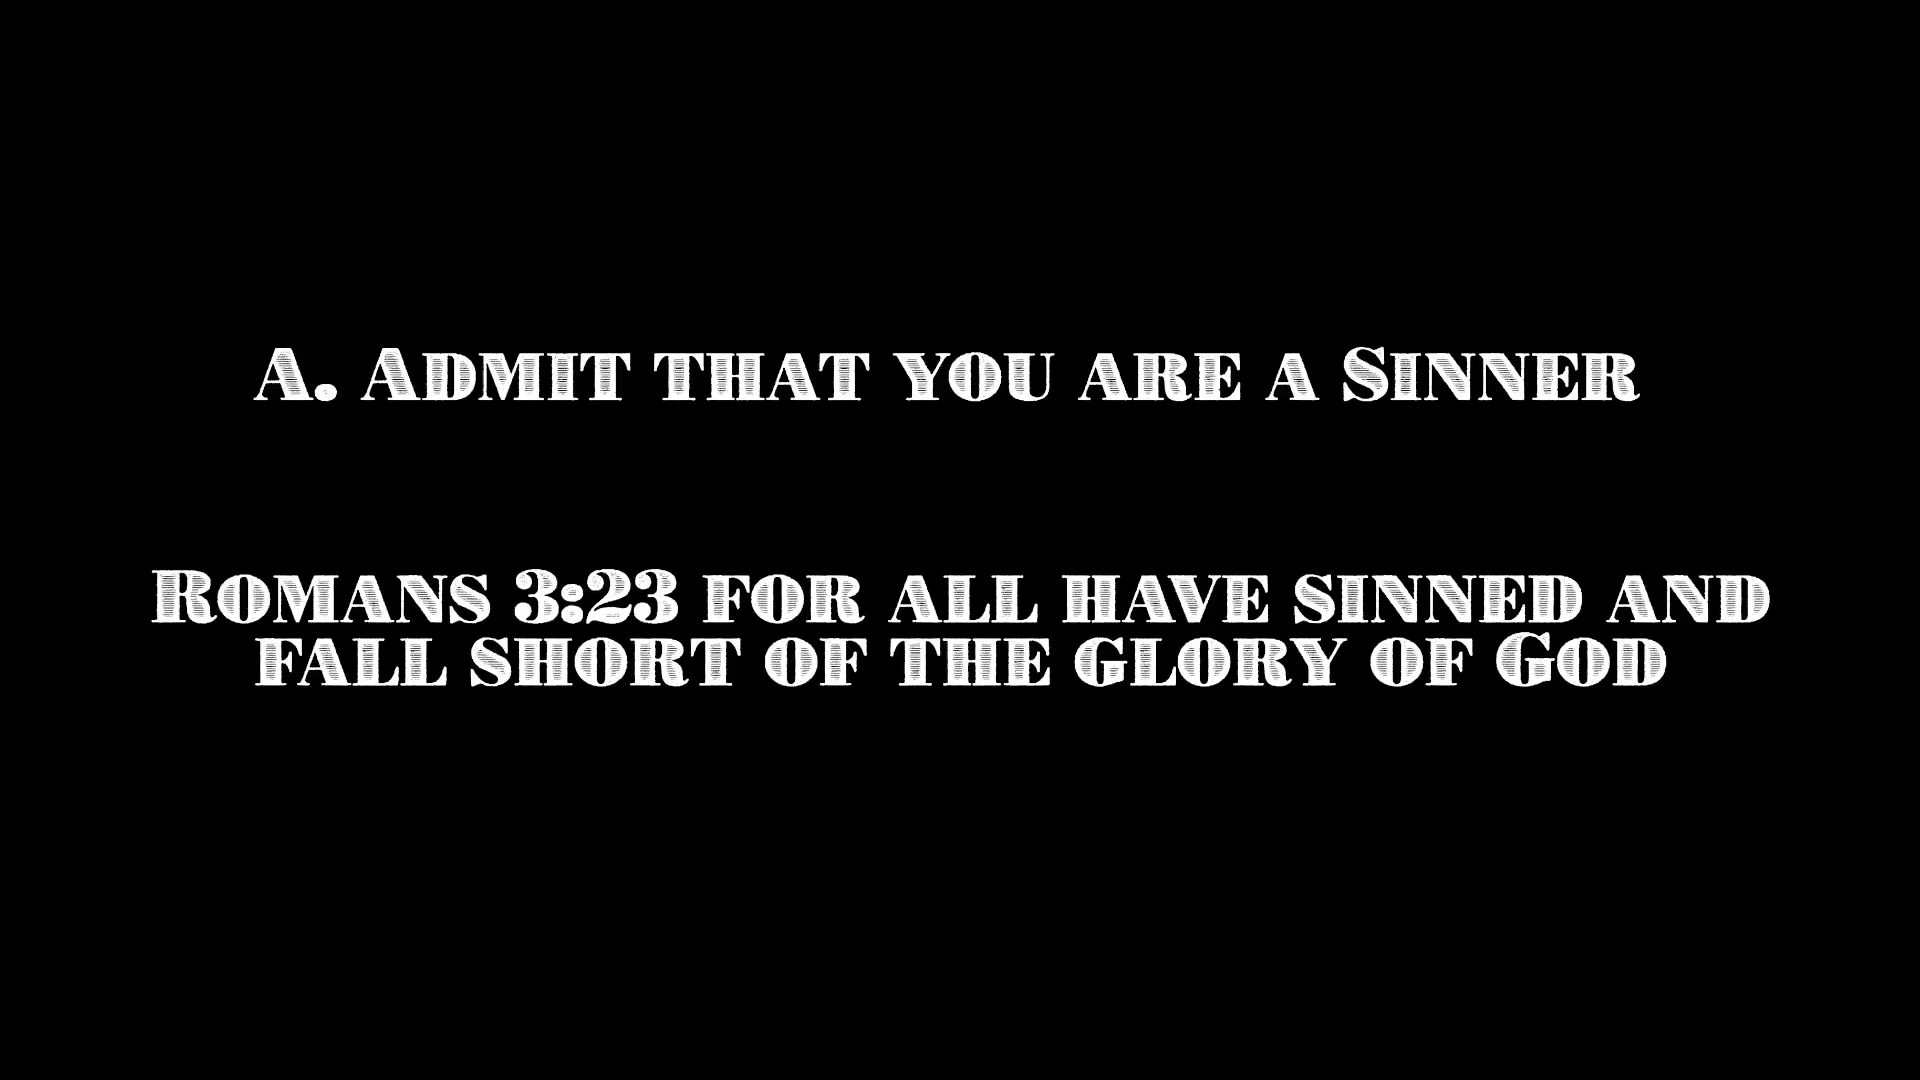 A. Admit that you are a Sinner
Romans 3:23 for all have sinned and
fall short of the glory of God